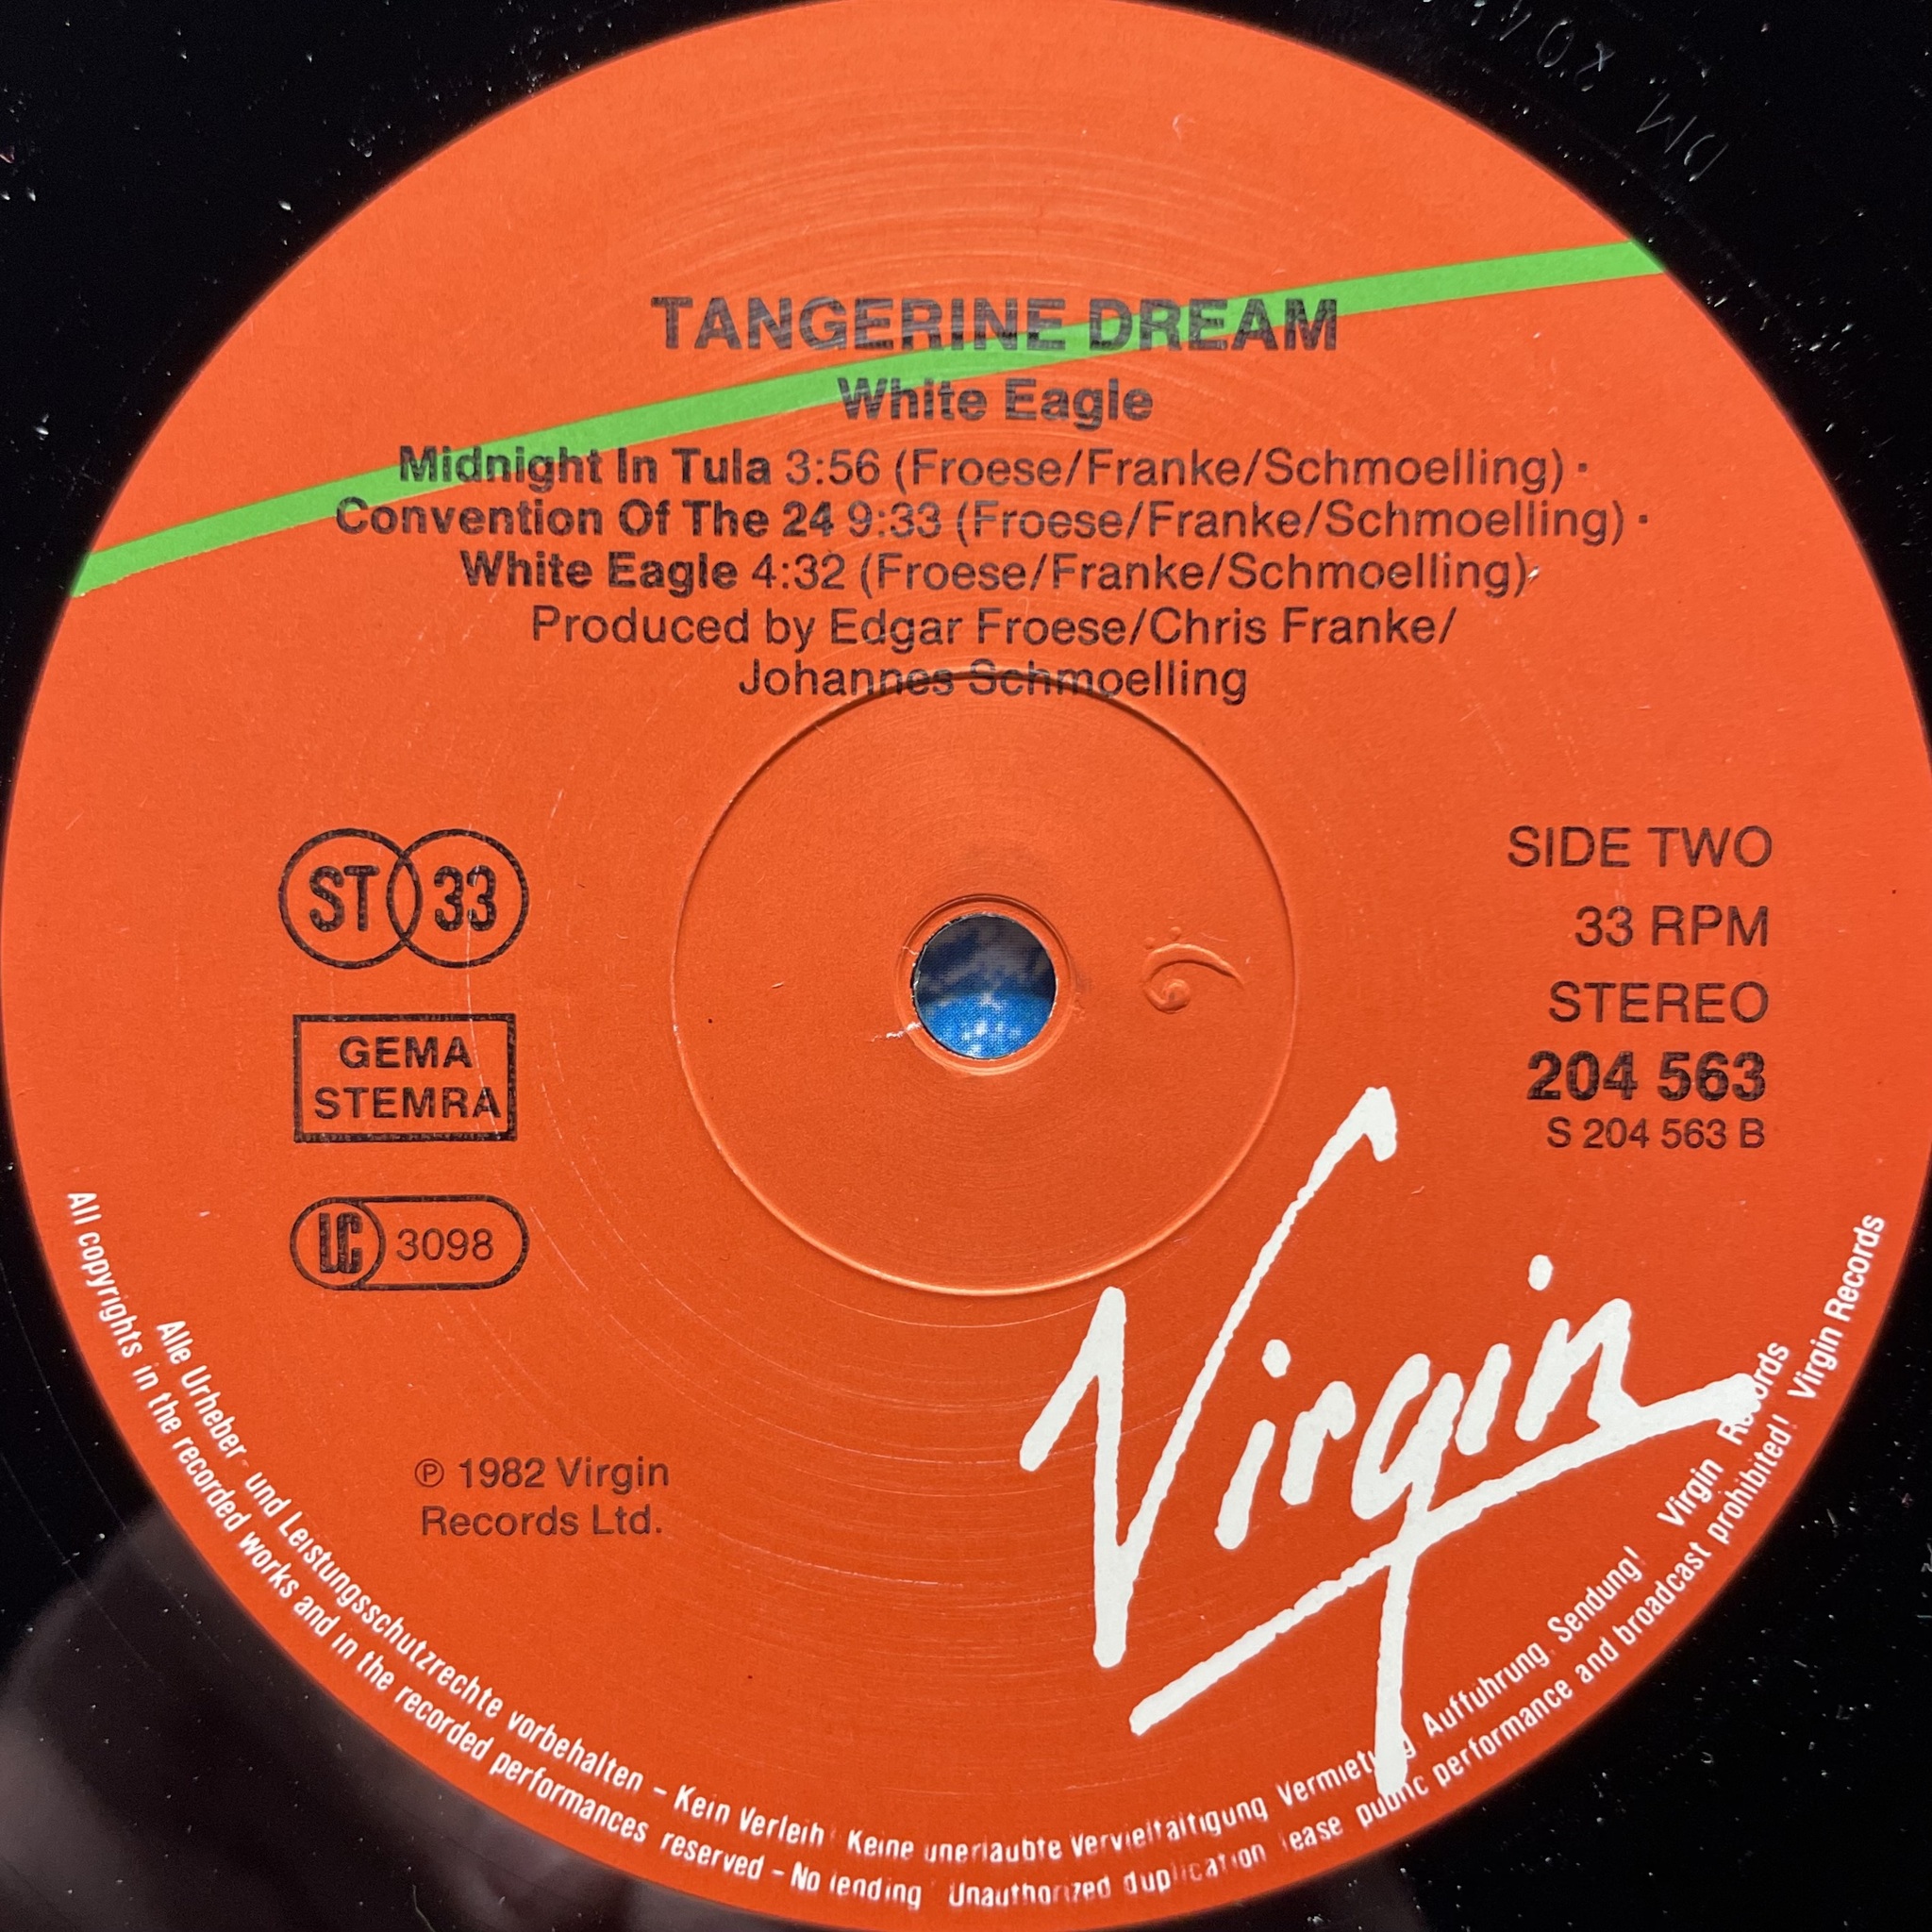 DM 204
TANGERINE DREAM
White Eagle
Midnight In Tula 3:56 (Froese/Franke/Schmoelling) ·
Convention Of The 24 9:33 (Froese/Franke/Schmoelling) ·
White Eagle 4:32 (Froese/Franke/Schmoelling)
Produced by Edgar Froese/Chris Franke/
Johannes Schmoelling
ST 33
GEMA
STEMRA
LC 3098
SIDE TWO
33 RPM
STEREO
204 563
S 204 563 B
℗ 1982 Virgin
Records Ltd.
Virgin
Alle Urheber- und Leistungsschutzrechte vorbehalten – Kein Verleih Keine unerlaubte Vervielfältigung Vermietung Aufführung Sendung! Virgin Records
All copyrights in the recorded works and in the recorded performances reserved – No lending Unauthorized duplication lease public performance and broadcast prohibited! Virgin Records